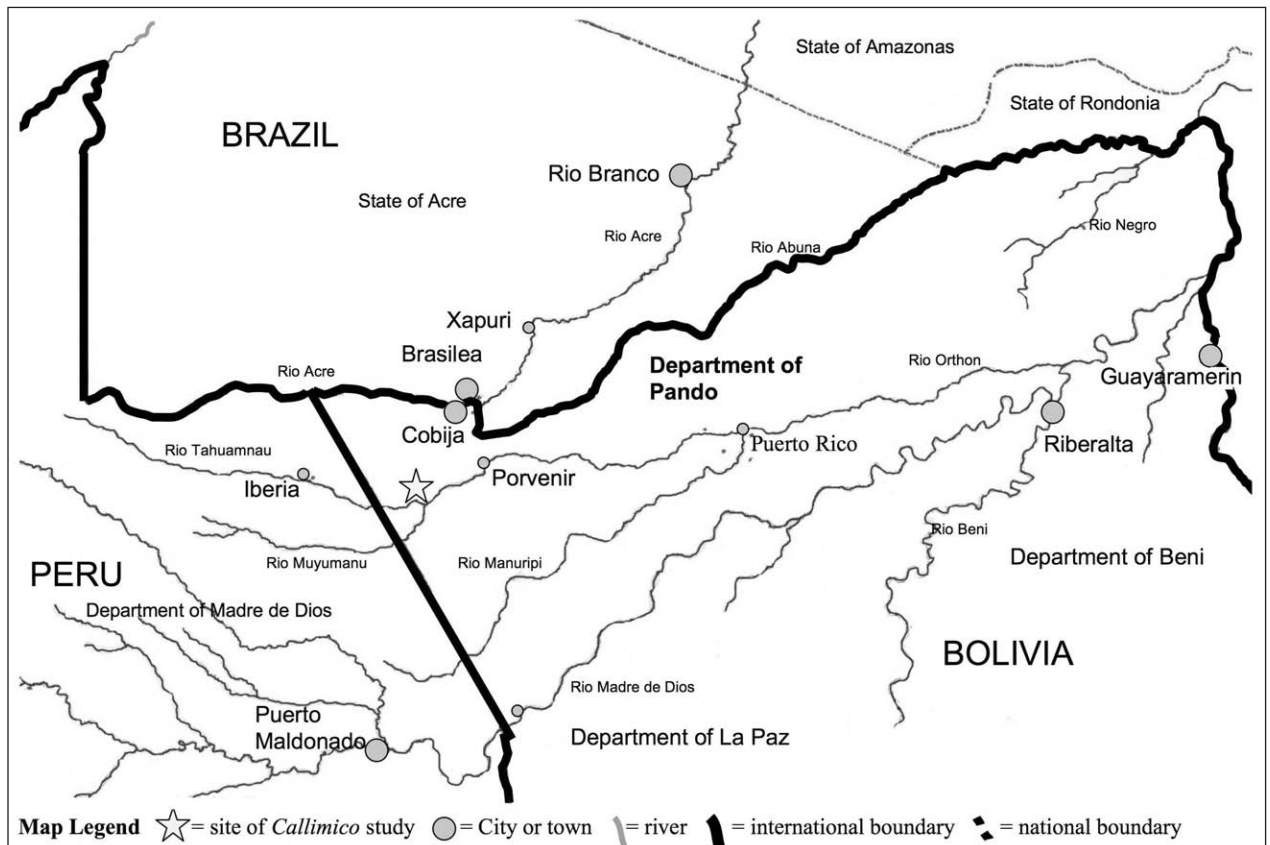 State of Amazonas
State of Rondonia
BRAZIL
Rio Branco
State of Acre
Rio Negro
Rio Acre
Rio Abuna
Xapuri
Brasilea
Rio Acre
Department of
Pando
Rio Orthon
Guayaramerin
Cobija
Puerto Rico
Riberalta
Rio Tahuamnau
Iberia
Porvenir
Rio Beni
Rio Muyumanu
Rio Manuripi
Department of Beni
PERU
Department of Madre de Dios
BOLIVIA
Rio Madre de Dios
Puerto
Maldonado
Department of La Paz
Map Legend = site of Callimico study = City or town = river = international boundary = national boundary